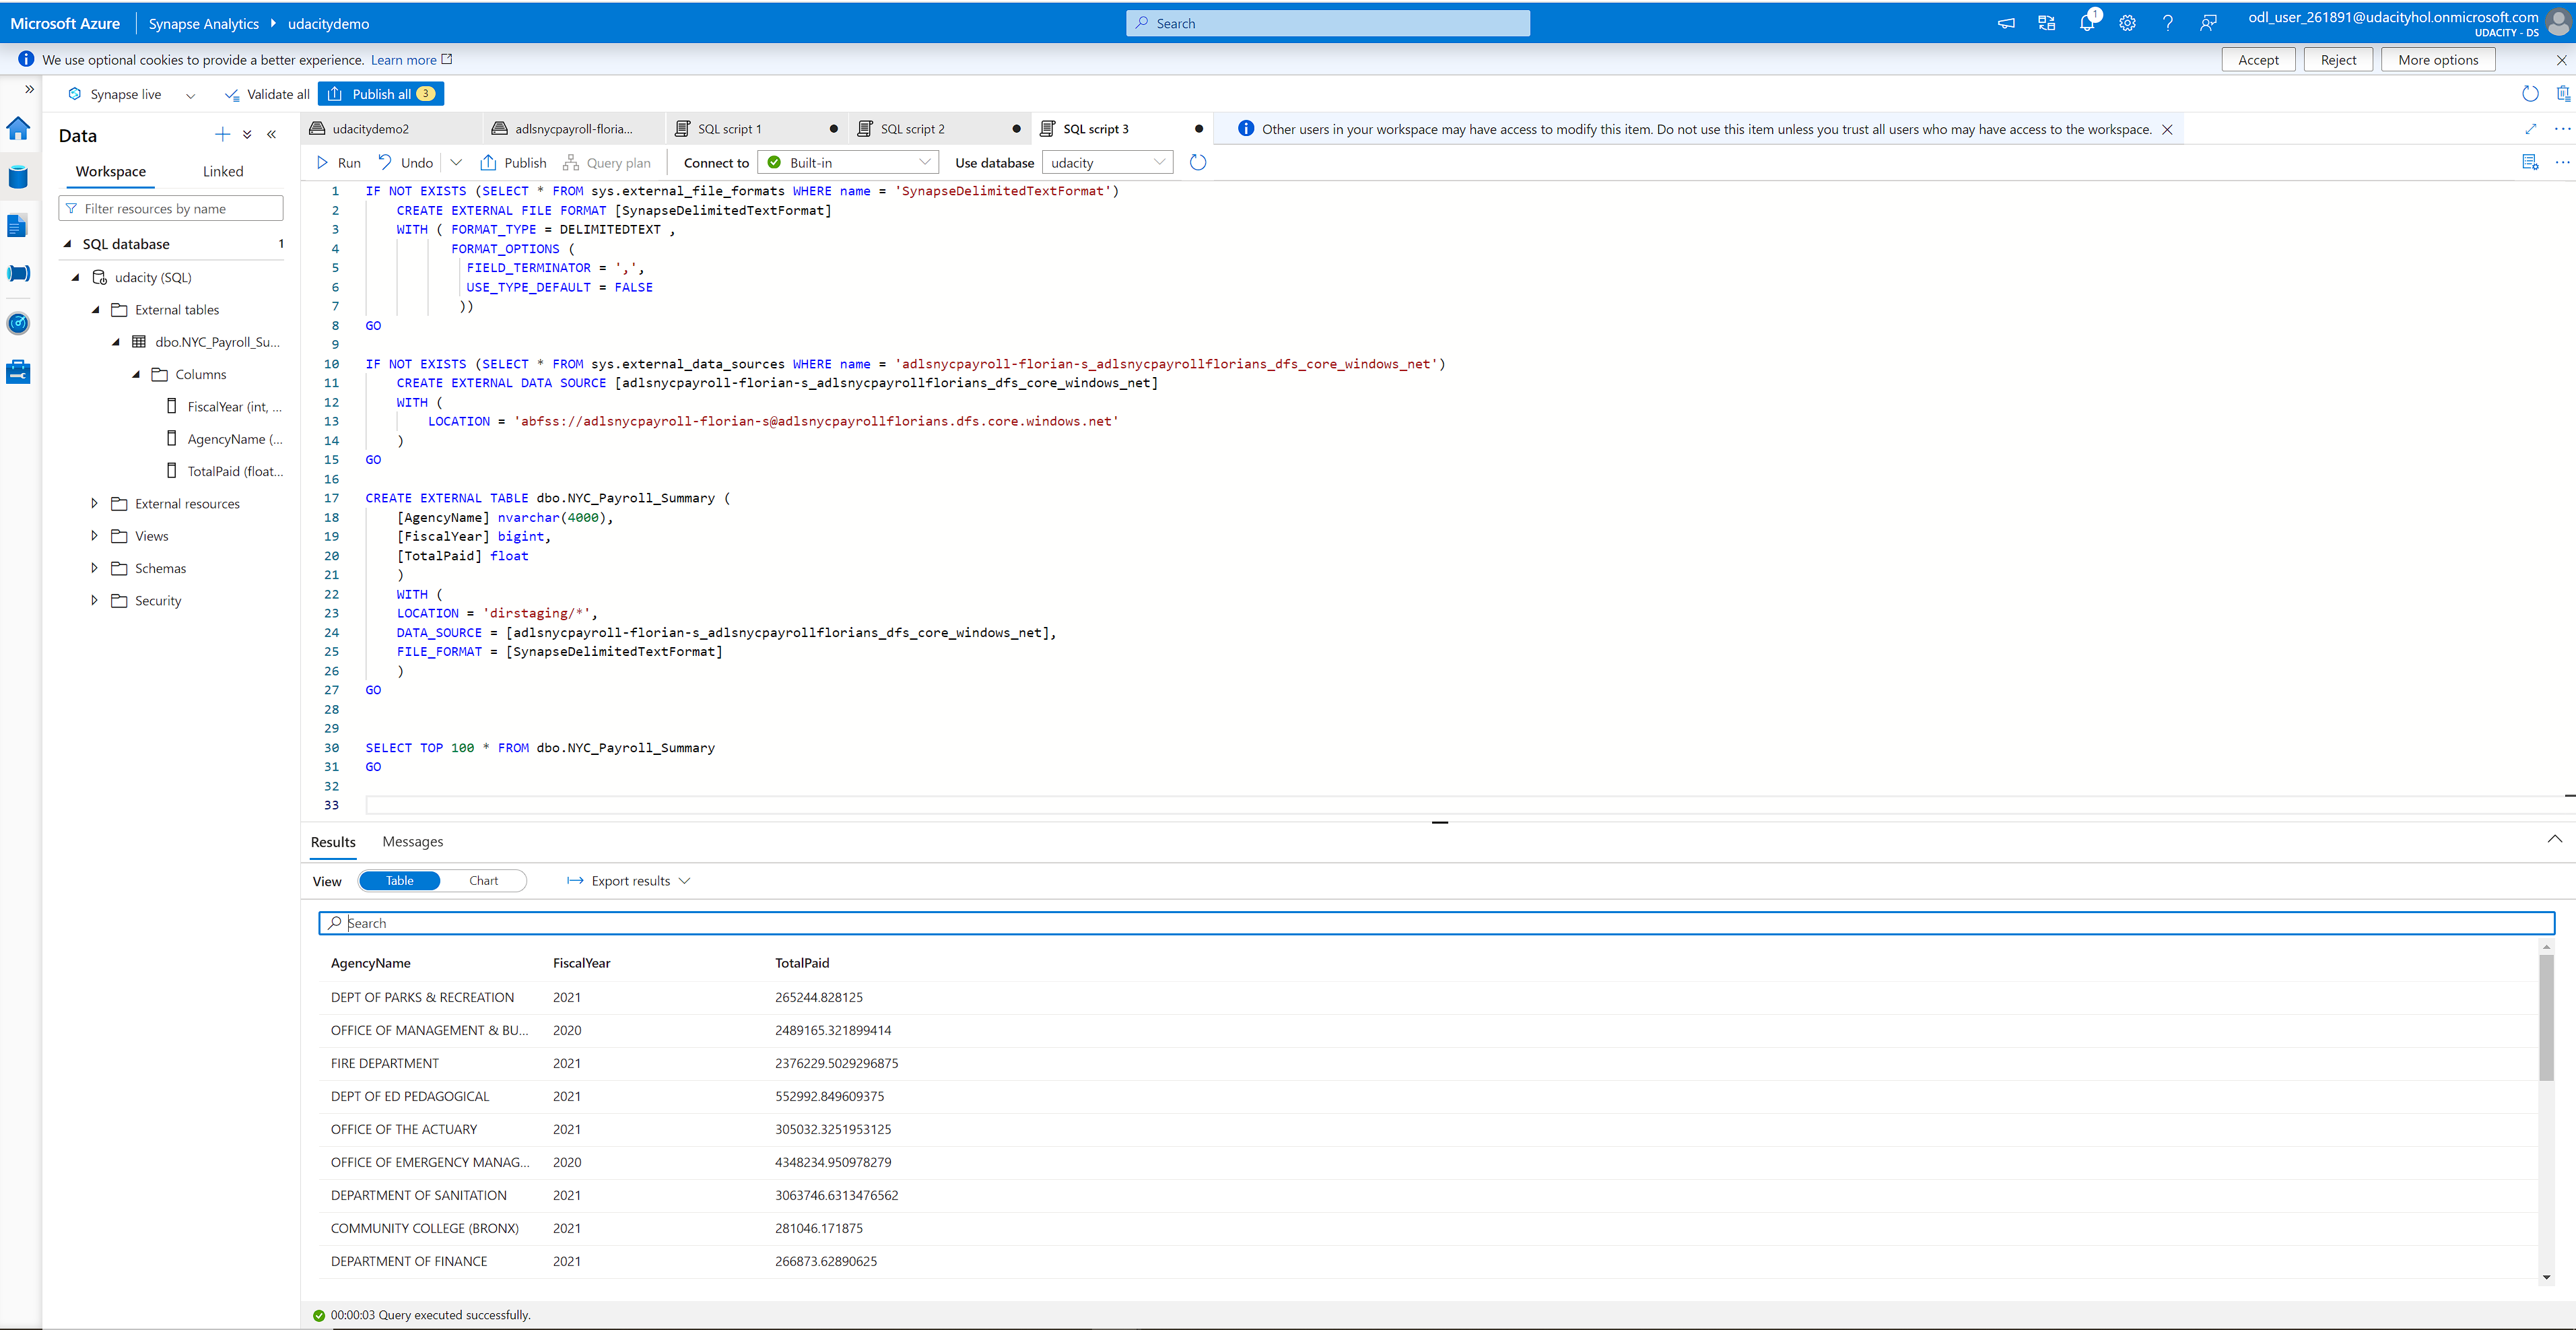 Microsoft Azure Synapse Analytics udacitydemo Search 1 odl_user_261891@udacityhol.onmicrosoft.com
UDACITY - DS
We use optional cookies to provide a better experience. Learn more Accept Reject More options
Synapse live Validate all Publish all 3
Data
udacitydemo2 adlsnycpayroll-floria... SQL script 1 SQL script 2 SQL script 3 Other users in your workspace may have access to modify this item. Do not use this item unless you trust all users who may have access to the workspace.
Run Undo Publish Query plan Connect to Built-in Use database udacity
Workspace Linked
Filter resources by name
SQL database 1
udacity (SQL)
External tables
dbo.NYC_Payroll_Su...
Columns
FiscalYear (int, ...
AgencyName (...
TotalPaid (float...
External resources
Views
Schemas
Security
1 IF NOT EXISTS (SELECT * FROM sys.external_file_formats WHERE name = 'SynapseDelimitedTextFormat')
2 CREATE EXTERNAL FILE FORMAT [SynapseDelimitedTextFormat]
3 WITH ( FORMAT_TYPE = DELIMITEDTEXT ,
4 FORMAT_OPTIONS (
5 FIELD_TERMINATOR = ',',
6 USE_TYPE_DEFAULT = FALSE
7 ))
8 GO
9
10 IF NOT EXISTS (SELECT * FROM sys.external_data_sources WHERE name = 'adlsnycpayroll-florian-s_adlsnycpayrollflorians_dfs_core_windows_net')
11 CREATE EXTERNAL DATA SOURCE [adlsnycpayroll-florian-s_adlsnycpayrollflorians_dfs_core_windows_net]
12 WITH (
13 LOCATION = 'abfss://adlsnycpayroll-florian-s@adlsnycpayrollflorians.dfs.core.windows.net'
14 )
15 GO
16
17 CREATE EXTERNAL TABLE dbo.NYC_Payroll_Summary (
18 [AgencyName] nvarchar(4000),
19 [FiscalYear] bigint,
20 [TotalPaid] float
21 )
22 WITH (
23 LOCATION = 'dirstaging/*',
24 DATA_SOURCE = [adlsnycpayroll-florian-s_adlsnycpayrollflorians_dfs_core_windows_net],
25 FILE_FORMAT = [SynapseDelimitedTextFormat]
26 )
27 GO
28
29
30 SELECT TOP 100 * FROM dbo.NYC_Payroll_Summary
31 GO
32
33
Results Messages
View Table Chart Export results
Search
AgencyName FiscalYear TotalPaid
DEPT OF PARKS & RECREATION 2021 265244.828125
OFFICE OF MANAGEMENT & BU... 2020 2489165.321899414
FIRE DEPARTMENT 2021 2376229.5029296875
DEPT OF ED PEDAGOGICAL 2021 552992.849609375
OFFICE OF THE ACTUARY 2021 305032.3251953125
OFFICE OF EMERGENCY MANAG... 2020 4348234.950978279
DEPARTMENT OF SANITATION 2021 3063746.6313476562
COMMUNITY COLLEGE (BRONX) 2021 281046.171875
DEPARTMENT OF FINANCE 2021 266873.62890625
00:00:03 Query executed successfully.